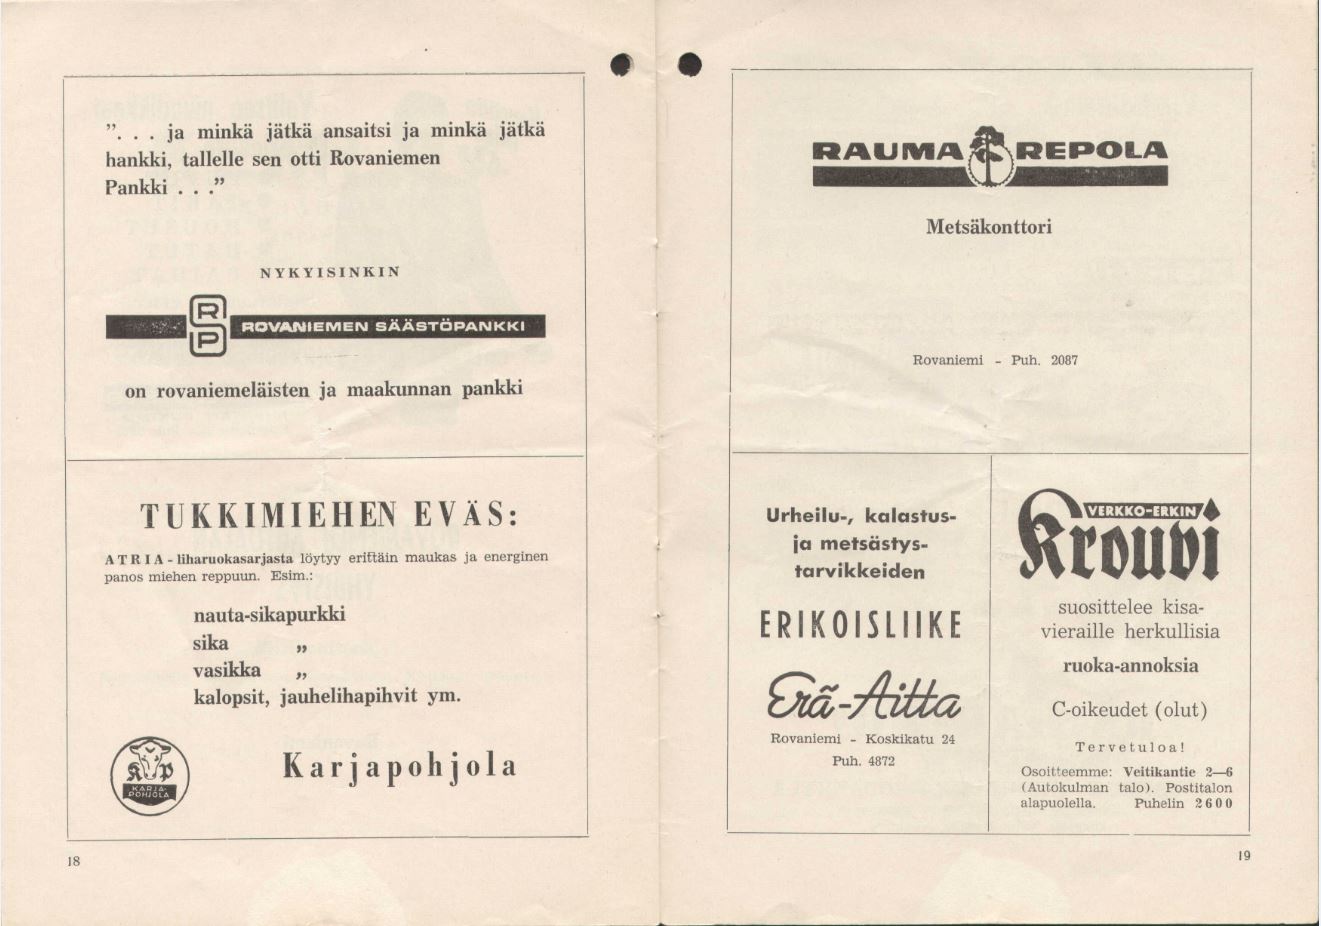 ”. . . ja minkä jätkä ansaitsi ja minkä jätkä
hankki, tallelle sen otti Rovaniemen
Pankki . . .”
NYKYISINKIN
RP ROVANIEMEN SÄÄSTÖPANKKI
on rovaniemeläisten ja maakunnan pankki
TUKKIMIEHEN EVÄS:
ATRIA - liharuokasarjasta löytyy erittäin maukas ja energinen
panos miehen reppuun. Esim.:
nauta-sikapurkki
sika „
vasikka „
kalopsit, jauhelihapihvit ym.
KP
KARJA-
POHJOLA
Karjapohjola
18
RAUMA REPOLA
Metsäkonttori
Rovaniemi - Puh. 2087
Urheilu-, kalastus-
ja metsästys-
tarvikkeiden
ERIKOISLIIKE
Erä-Aitta
Rovaniemi - Koskikatu 24
Puh. 4872
VERKKO-ERKIN
Krouvi
suosittelee kisa-
vieraille herkullisia
ruoka-annoksia
C-oikeudet (olut)
Tervetuloa!
Osoitteemme: Veitikantie 2—6
(Autokulman talo). Postitalon
alapuolella. Puhelin 2600
19